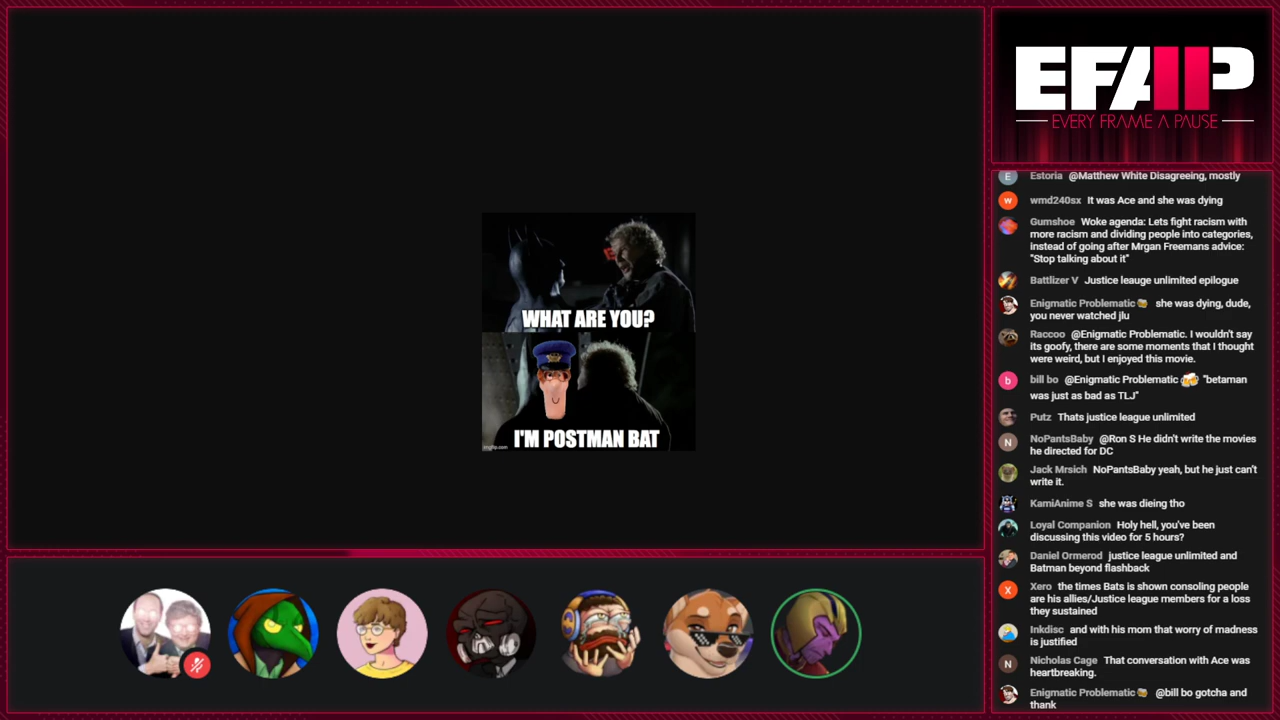 WHAT ARE YOU?
I'M POSTMAN BAT
imgflip.com
EFAP
EVERY FRAME A PAUSE
E Estoria @Matthew White Disagreeing, mostly
w wmd240sx It was Ace and she was dying
Gumshoe Woke agenda: Lets fight racism with
more racism and dividing people into categories,
instead of going after Mrgan Freemans advice:
"Stop talking about it"
Battlizer V Justice leauge unlimited epilogue
Enigmatic Problematic🍻 she was dying, dude,
you never watched jlu
Raccoo @Enigmatic Problematic. I wouldn't say
its goofy, there are some moments that I thought
were weird, but I enjoyed this movie.
b bill bo @Enigmatic Problematic 🍻 "betaman
was just as bad as TLJ"
Putz Thats justice league unlimited
N NoPantsBaby @Ron S He didn't write the movies
he directed for DC
Jack Mrsich NoPantsBaby yeah, but he just can't
write it.
KamiAnime S she was dieing tho
Loyal Companion Holy hell, you've been
discussing this video for 5 hours?
Daniel Ormerod justice league unlimited and
Batman beyond flashback
X Xero the times Bats is shown consoling people
are his allies/Justice league members for a loss
they sustained
Inkdisc and with his mom that worry of madness
is justified
N Nicholas Cage That conversation with Ace was
heartbreaking.
Enigmatic Problematic🍻 @bill bo gotcha and
thank